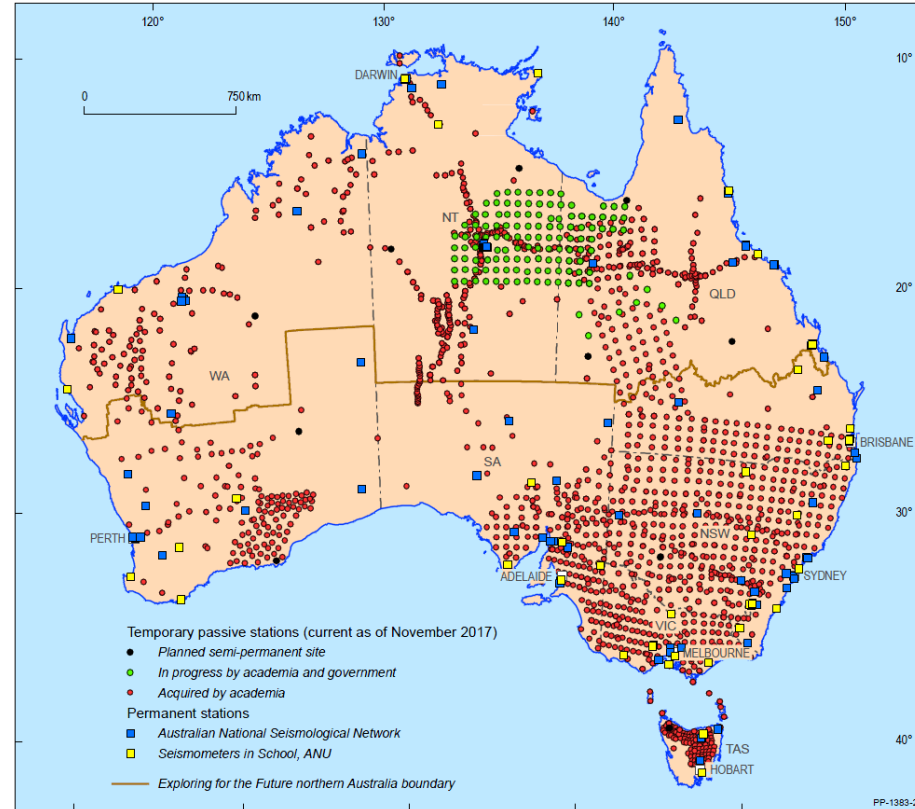 120° 130° 140° 150°
10°
DARWIN
0 750 km
NT
20°
QLD
WA
BRISBANE
SA
30°
PERTH
NSW
ADELAIDE
SYDNEY
VIC
MELBOURNE
Temporary passive stations (current as of November 2017)
Planned semi-permanent site
In progress by academia and government
Acquired by academia
Permanent stations
Australian National Seismological Network
Seismometers in School, ANU
Exploring for the Future northern Australia boundary
TAS
40°
HOBART